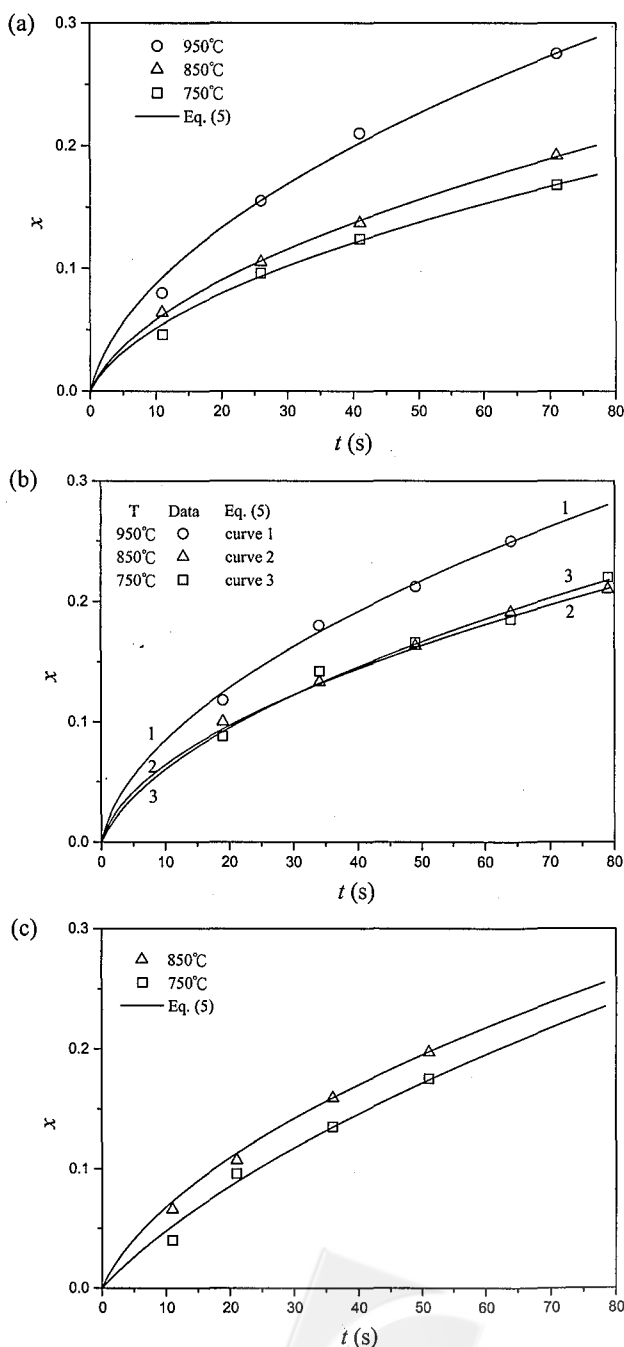 (a)
0.3
950℃
850℃
750℃
Eq. (5)
0.2
x
0.1
0.0
0 10 20 30 40 50 60 70 80
t (s)
(b)
0.3
T Data Eq. (5)
950℃ curve 1
850℃ curve 2
750℃ curve 3
1
3
2
0.2
x
0.1
1
2
3
0.0
0 10 20 30 40 50 60 70 80
t (s)
(c)
0.3
850℃
750℃
Eq. (5)
0.2
x
0.1
0.0
0 10 20 30 40 50 60 70 80
t (s)